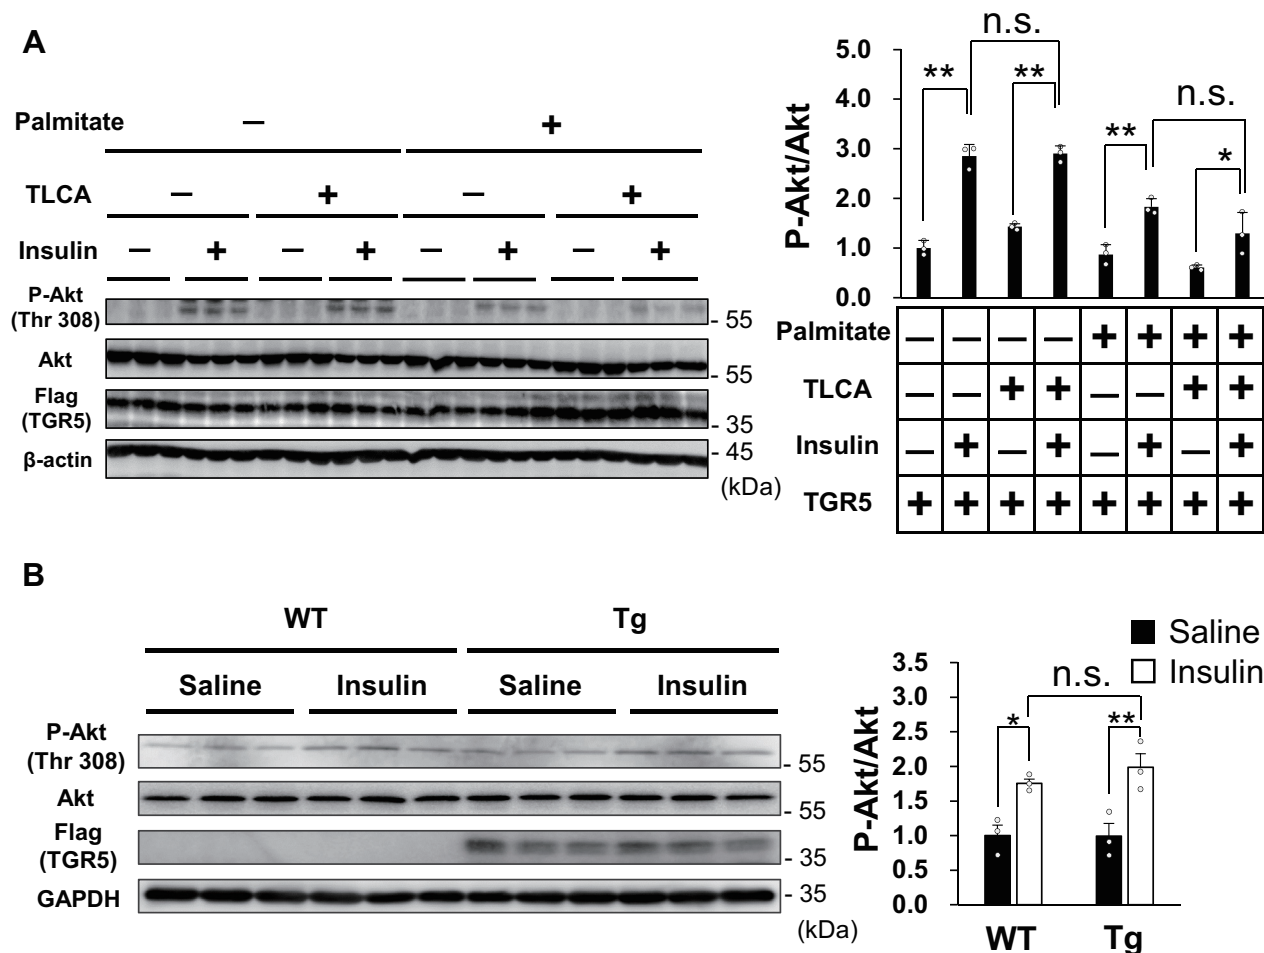 A
Palmitate − +
TLCA − + − +
Insulin − + − + − + − +
P-Akt
(Thr 308)
- 55
Akt
- 55
Flag
(TGR5)
- 35
β-actin
- 45
(kDa)
n.s.
** ** n.s.
** *
P-Akt/Akt
5.0
4.0
3.0
2.0
1.0
0.0
Palmitate − − − − + + + +
TLCA − − + + − − + +
Insulin − + − + − + − +
TGR5 + + + + + + + +
B
WT Tg
Saline Insulin Saline Insulin
P-Akt
(Thr 308)
- 55
Akt
- 55
Flag
(TGR5)
- 35
GAPDH
- 35
(kDa)
Saline
Insulin
n.s.
* **
P-Akt/Akt
3.5
3.0
2.5
2.0
1.5
1.0
0.5
0.0
WT Tg